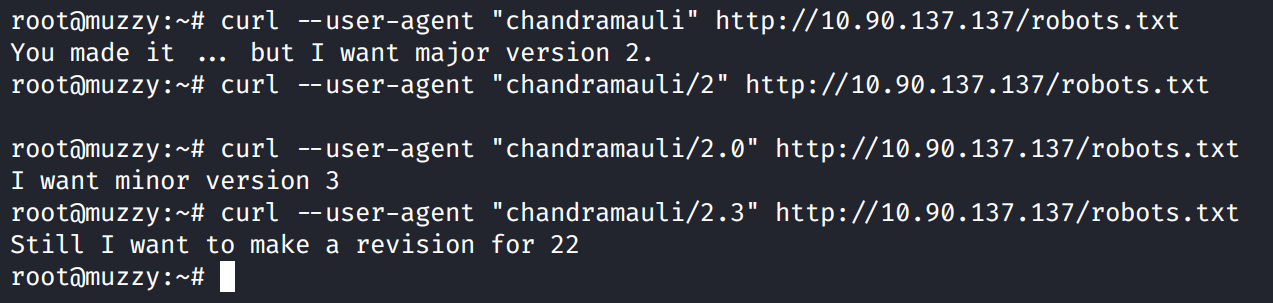 root@muzzy:~# curl --user-agent "chandramauli" http://10.90.137.137/robots.txt
You made it ... but I want major version 2.
root@muzzy:~# curl --user-agent "chandramauli/2" http://10.90.137.137/robots.txt
root@muzzy:~# curl --user-agent "chandramauli/2.0" http://10.90.137.137/robots.txt
I want minor version 3
root@muzzy:~# curl --user-agent "chandramauli/2.3" http://10.90.137.137/robots.txt
Still I want to make a revision for 22
root@muzzy:~#